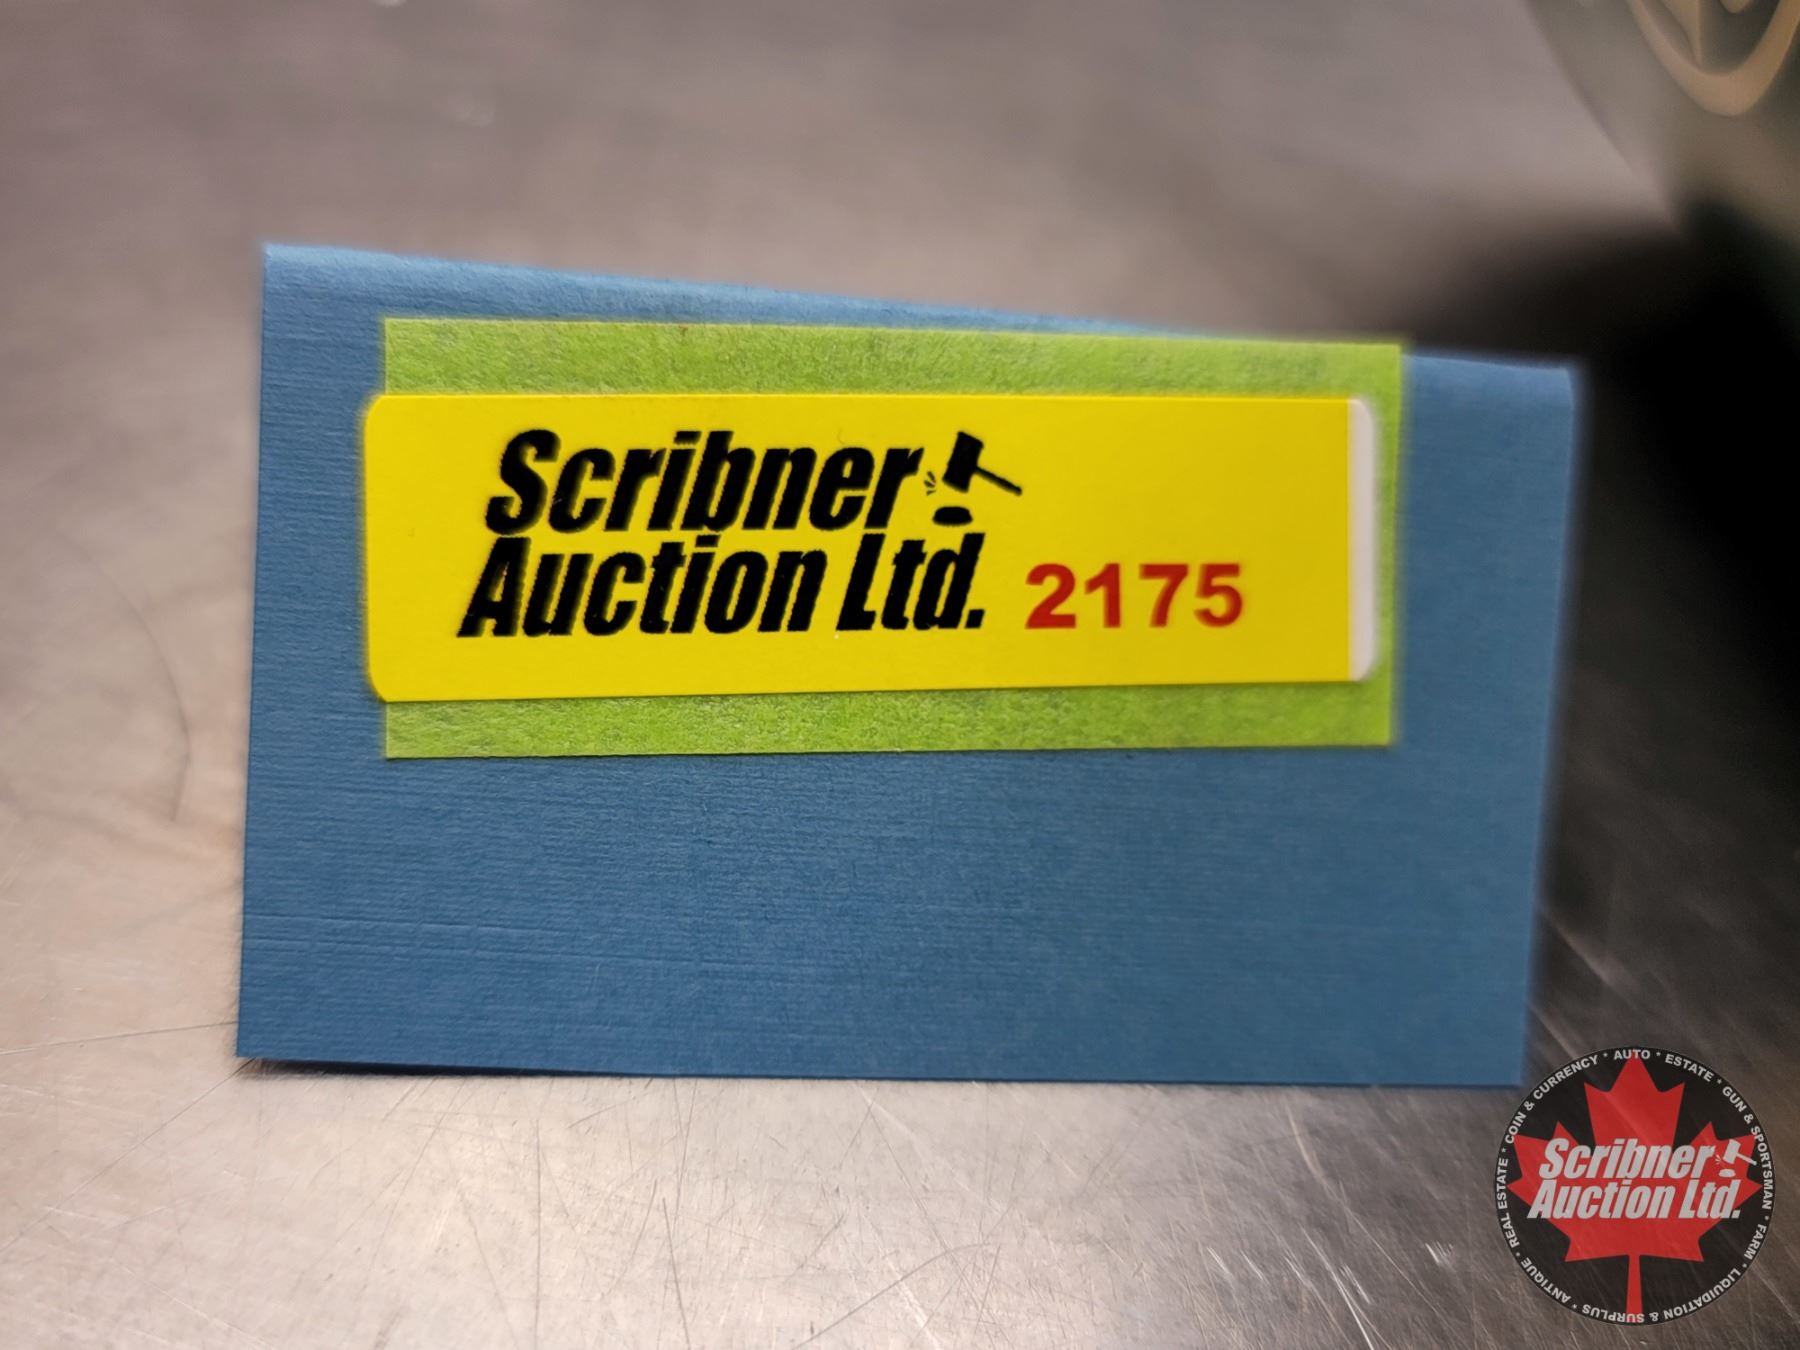 Scribner
Auction Ltd. 2175
COIN & CURRENCY * AUTO * ESTATE * GUN & SPORTSMAN * FARM * LIQUIDATION & SURPLUS * ANTIQUE * REAL ESTATE *
Scribner
Auction Ltd.